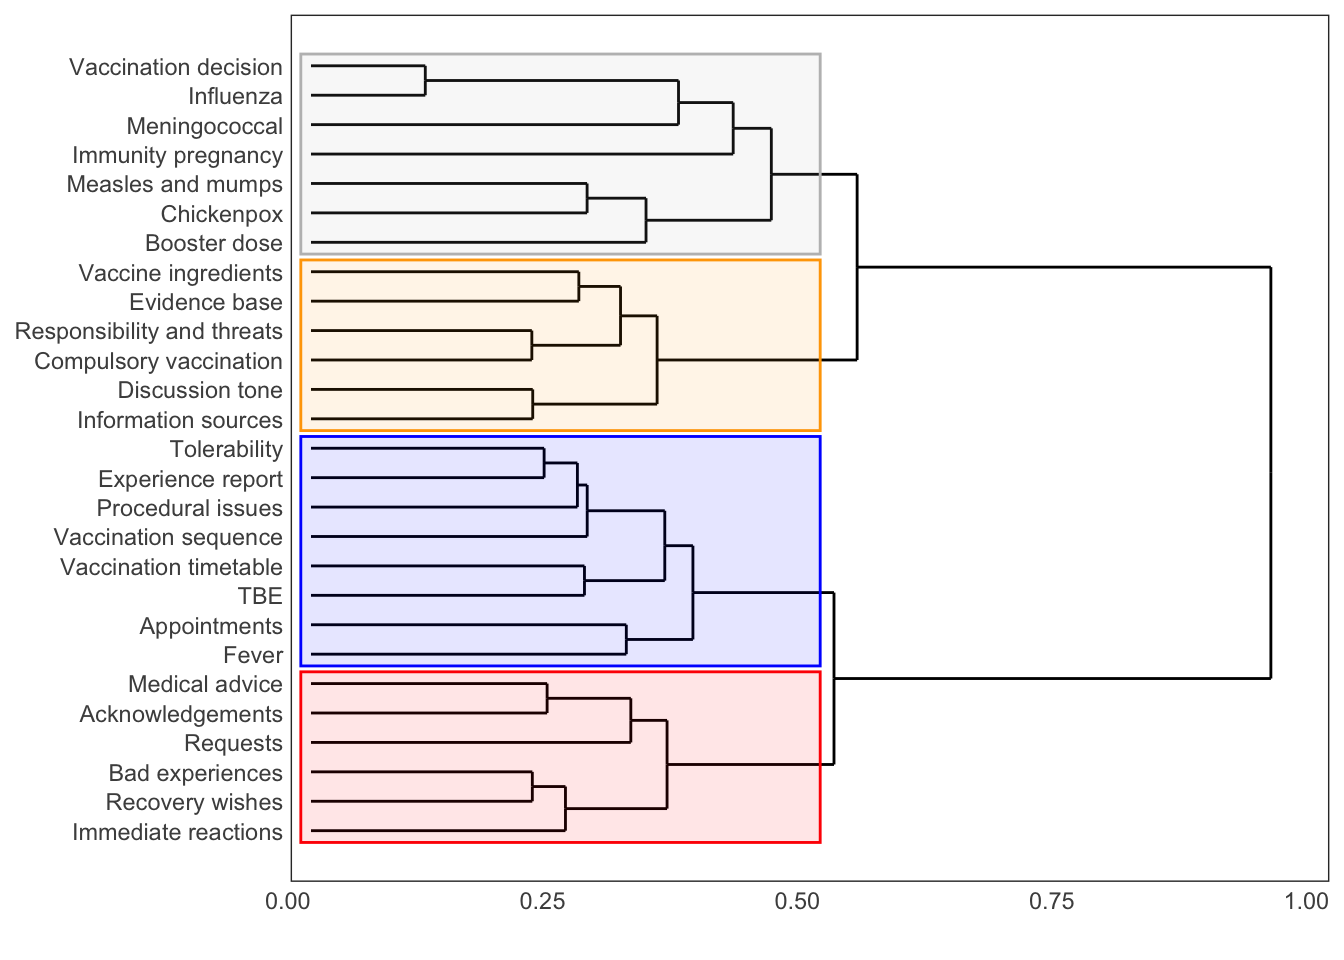 Vaccination decision
Influenza
Meningococcal
Immunity pregnancy
Measles and mumps
Chickenpox
Booster dose
Vaccine ingredients
Evidence base
Responsibility and threats
Compulsory vaccination
Discussion tone
Information sources
Tolerability
Experience report
Procedural issues
Vaccination sequence
Vaccination timetable
TBE
Appointments
Fever
Medical advice
Acknowledgements
Requests
Bad experiences
Recovery wishes
Immediate reactions
0.00 0.25 0.50 0.75 1.00